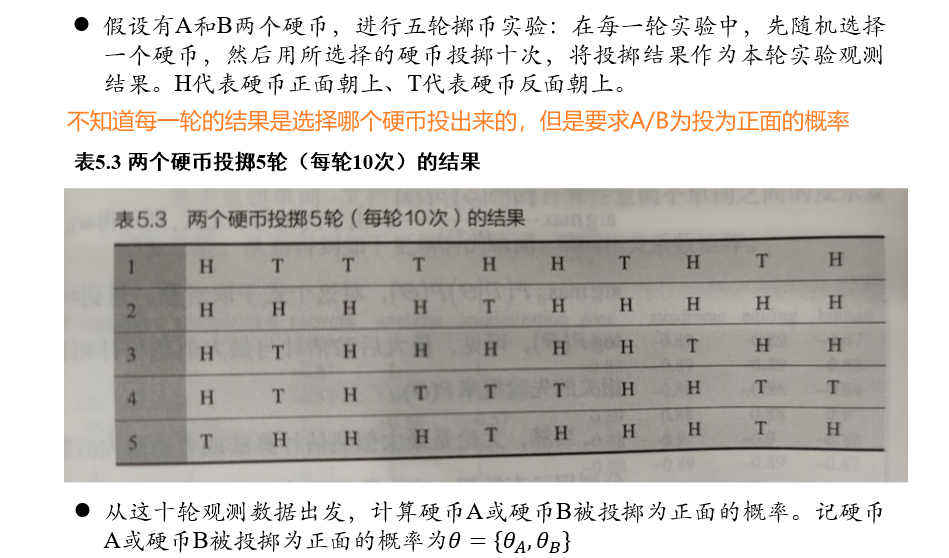 ● 假设有A和B两个硬币，进行五轮掷币实验：在每一轮实验中，先随机选择
一个硬币，然后用所选择的硬币投掷十次，将投掷结果作为本轮实验观测
结果。H代表硬币正面朝上、T代表硬币反面朝上。
不知道每一轮的结果是选择哪个硬币投出来的，但是要求A/B为投为正面的概率
表5.3 两个硬币投掷5轮（每轮10次）的结果
表5.3 两个硬币投掷5轮（每轮10次）的结果
1 H T T T H H T H T H
2 H H H H T H H H H H
3 H T H H H H H T H H
4 H T H T T T H H T T
5 T H H H T H H H T H
● 从这十轮观测数据出发，计算硬币A或硬币B被投掷为正面的概率。记硬币
A或硬币B被投掷为正面的概率为θ = {θ_A, θ_B}